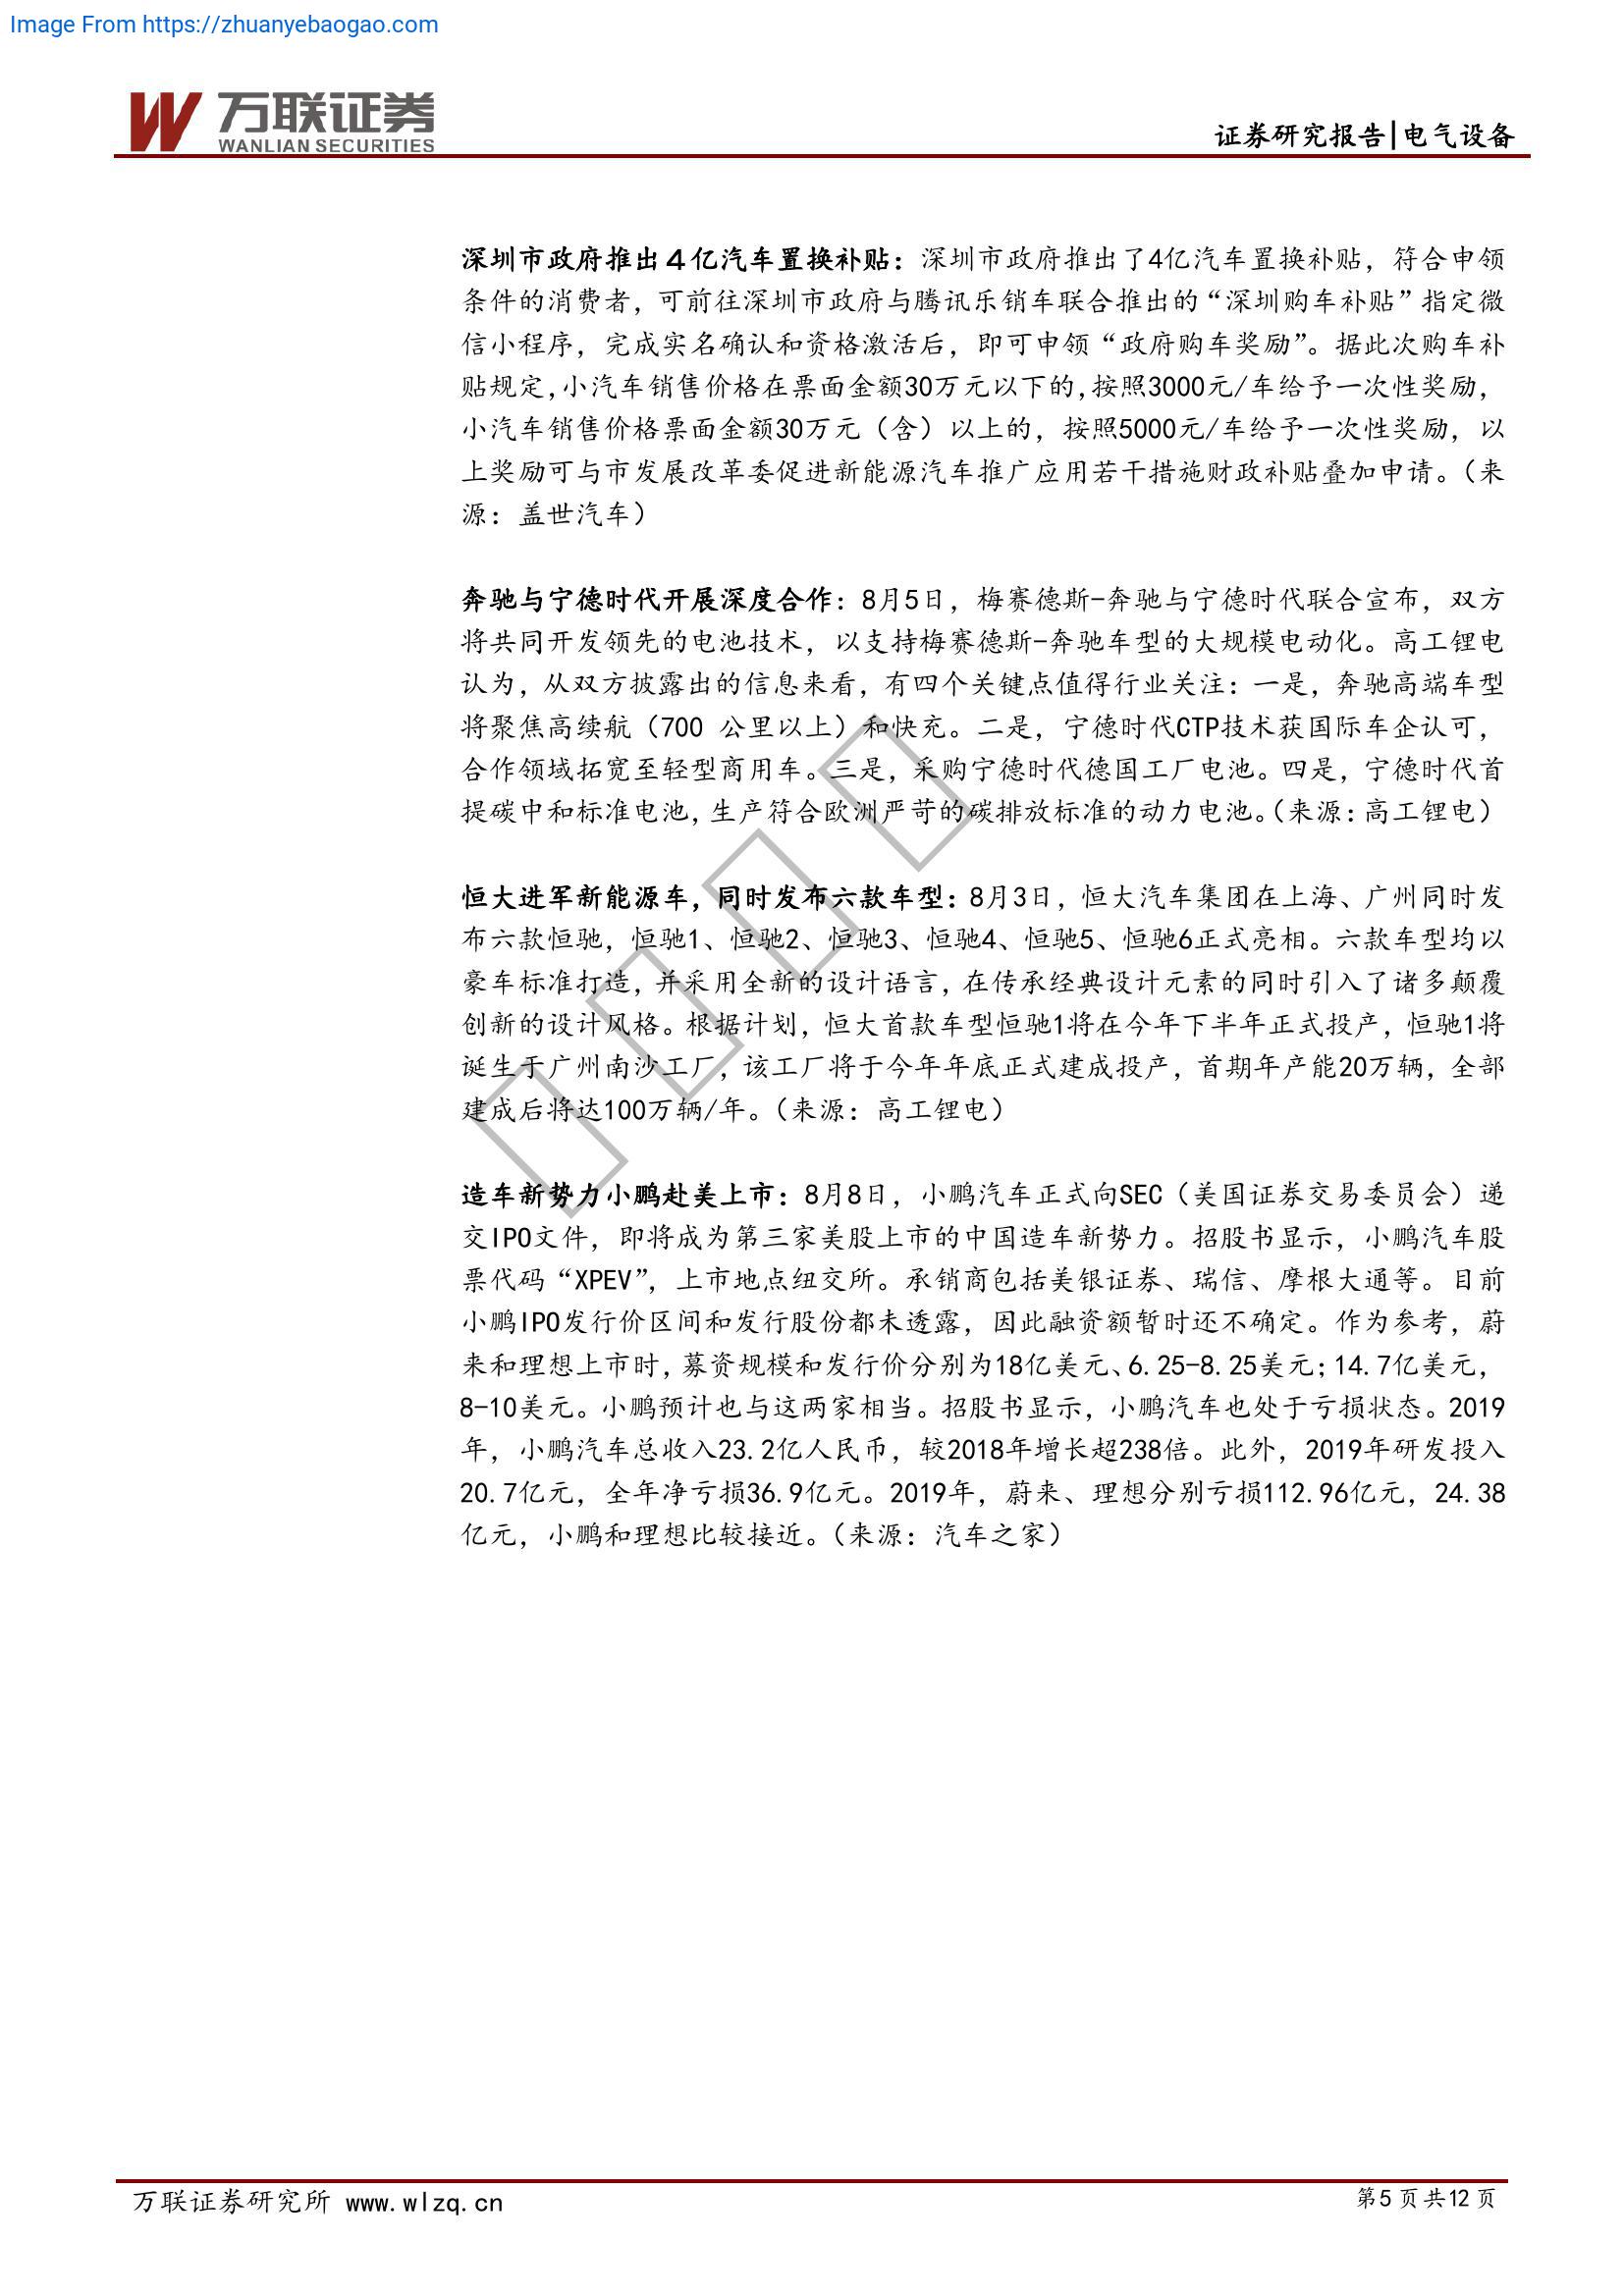 Image From https://zhuanyebaogao.com
万联证券
WANLIAN SECURITIES
证券研究报告|电气设备
深圳市政府推出4亿汽车置换补贴：深圳市政府推出了4亿汽车置换补贴，符合申领
条件的消费者，可前往深圳市政府与腾讯乐销车联合推出的“深圳购车补贴”指定微
信小程序，完成实名确认和资格激活后，即可申领“政府购车奖励”。据此次购车补
贴规定,小汽车销售价格在票面金额30万元以下的,按照3000元/车给予一次性奖励，
小汽车销售价格票面金额30万元（含）以上的，按照5000元/车给予一次性奖励，以
上奖励可与市发展改革委促进新能源汽车推广应用若干措施财政补贴叠加申请。（来
源：盖世汽车）
奔驰与宁德时代开展深度合作：8月5日，梅赛德斯-奔驰与宁德时代联合宣布，双方
将共同开发领先的电池技术，以支持梅赛德斯-奔驰车型的大规模电动化。高工锂电
认为，从双方披露出的信息来看，有四个关键点值得行业关注：一是，奔驰高端车型
将聚焦高续航（700 公里以上）和快充。二是，宁德时代CTP技术获国际车企认可，
合作领域拓宽至轻型商用车。三是，采购宁德时代德国工厂电池。四是，宁德时代首
提碳中和标准电池，生产符合欧洲严苛的碳排放标准的动力电池。（来源：高工锂电）
恒大进军新能源车，同时发布六款车型：8月3日，恒大汽车集团在上海、广州同时发
布六款恒驰，恒驰1、恒驰2、恒驰3、恒驰4、恒驰5、恒驰6正式亮相。六款车型均以
豪车标准打造，并采用全新的设计语言，在传承经典设计元素的同时引入了诸多颠覆
创新的设计风格。根据计划，恒大首款车型恒驰1将在今年下半年正式投产，恒驰1将
诞生于广州南沙工厂，该工厂将于今年年底正式建成投产，首期年产能20万辆，全部
建成后将达100万辆/年。（来源：高工锂电）
造车新势力小鹏赴美上市：8月8日，小鹏汽车正式向SEC（美国证券交易委员会）递
交IPO文件，即将成为第三家美股上市的中国造车新势力。招股书显示，小鹏汽车股
票代码“XPEV”，上市地点纽交所。承销商包括美银证券、瑞信、摩根大通等。目前
小鹏IPO发行价区间和发行股份都未透露，因此融资额暂时还不确定。作为参考，蔚
来和理想上市时，募资规模和发行价分别为18亿美元、6.25-8.25美元；14.7亿美元，
8-10美元。小鹏预计也与这两家相当。招股书显示，小鹏汽车也处于亏损状态。2019
年，小鹏汽车总收入23.2亿人民币，较2018年增长超238倍。此外，2019年研发投入
20.7亿元，全年净亏损36.9亿元。2019年，蔚来、理想分别亏损112.96亿元，24.38
亿元，小鹏和理想比较接近。（来源：汽车之家）
万联证券研究所 www.wlzq.cn
第5页共12页